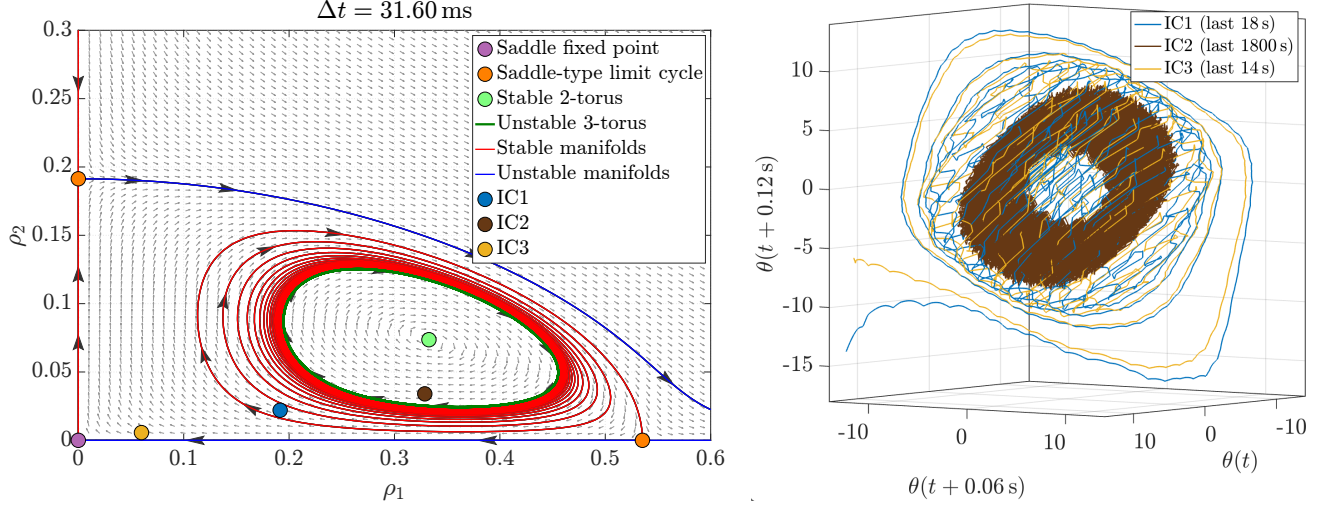 Δt = 31.60 ms
0.3
0.25
0.2
0.15
0.1
0.05
0
ρ2
0
0.1
0.2
0.3
0.4
0.5
0.6
ρ1
Saddle fixed point
Saddle-type limit cycle
Stable 2-torus
Unstable 3-torus
Stable manifolds
Unstable manifolds
IC1
IC2
IC3
IC1 (last 18 s)
IC2 (last 1800 s)
IC3 (last 14 s)
10
5
0
-5
-10
-15
θ(t + 0.12 s)
-10
0
10
θ(t + 0.06 s)
10
0
-10
θ(t)